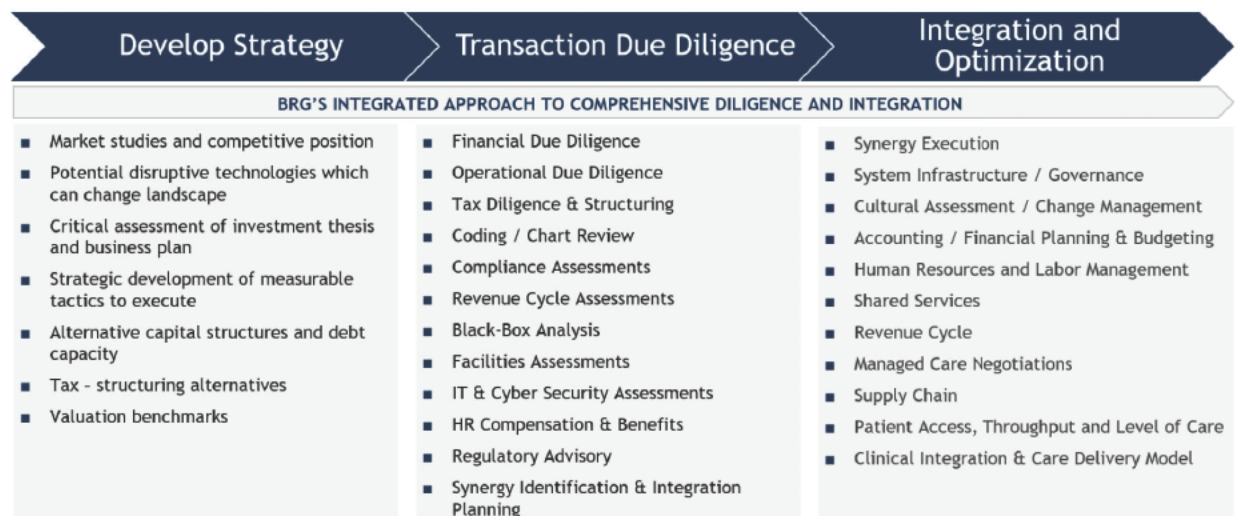 Develop Strategy
Transaction Due Diligence
Integration and
Optimization
BRG'S INTEGRATED APPROACH TO COMPREHENSIVE DILIGENCE AND INTEGRATION
Market studies and competitive position
Potential disruptive technologies which
can change landscape
Critical assessment of investment thesis
and business plan
Strategic development of measurable
tactics to execute
Alternative capital structures and debt
capacity
Tax – structuring alternatives
Valuation benchmarks
Financial Due Diligence
Operational Due Diligence
Tax Diligence & Structuring
Coding / Chart Review
Compliance Assessments
Revenue Cycle Assessments
Black-Box Analysis
Facilities Assessments
IT & Cyber Security Assessments
HR Compensation & Benefits
Regulatory Advisory
Synergy Identification & Integration
Planning
Synergy Execution
System Infrastructure / Governance
Cultural Assessment / Change Management
Accounting / Financial Planning & Budgeting
Human Resources and Labor Management
Shared Services
Revenue Cycle
Managed Care Negotiations
Supply Chain
Patient Access, Throughput and Level of Care
Clinical Integration & Care Delivery Model